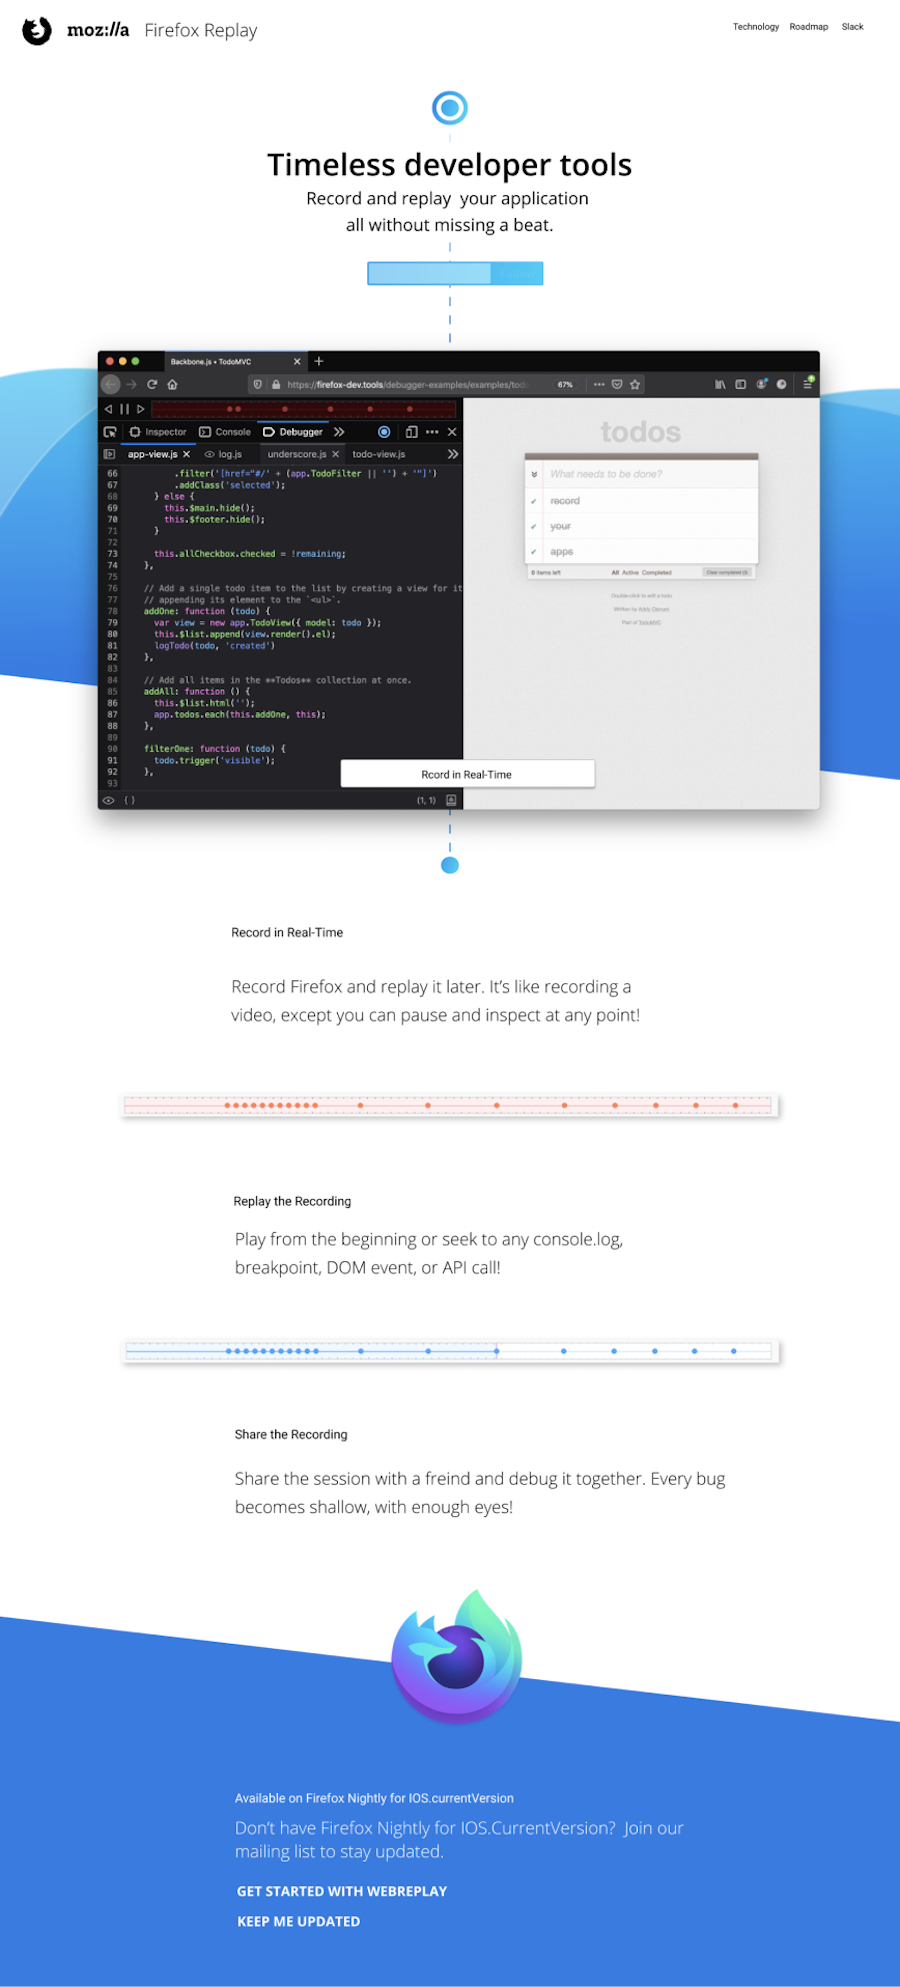 moz://a Firefox Replay
Technology Roadmap Slack
Timeless developer tools
Record and replay your application
all without missing a beat.
Backbone.js • TodoMVC
https://firefox-dev.tools/debugger-examples/examples/todo
67%
Inspector Console Debugger
app-view.js log.js underscore.js todo-view.js
66 .filter('[href="#/' + (app.TodoFilter || '') + '"]')
67 .addClass('selected');
68 } else {
69 this.$main.hide();
70 this.$footer.hide();
71 }
72
73 this.allCheckbox.checked = !remaining;
74 },
75
76 // Add a single todo item to the list by creating a view for it
77 // appending its element to the `<ul>`.
78 addOne: function (todo) {
79 var view = new app.TodoView({ model: todo });
80 this.$list.append(view.render().el);
81 logTodo(todo, 'created')
82 },
83
84 // Add all items in the **Todos** collection at once.
85 addAll: function () {
86 this.$list.html('');
87 app.todos.each(this.addOne, this);
88 },
89
90 filterOne: function (todo) {
91 todo.trigger('visible');
92 },
93
{ } (1, 1)
todos
What needs to be done?
record
your
apps
0 items left All Active Completed Clear completed (3)
Double-click to edit a todo
Written by Addy Osmani
Part of TodoMVC
Rcord in Real-Time
Record in Real-Time
Record Firefox and replay it later. It’s like recording a
video, except you can pause and inspect at any point!
Replay the Recording
Play from the beginning or seek to any console.log,
breakpoint, DOM event, or API call!
Share the Recording
Share the session with a freind and debug it together. Every bug
becomes shallow, with enough eyes!
Available on Firefox Nightly for IOS.currentVersion
Don’t have Firefox Nightly for IOS.CurrentVersion? Join our
mailing list to stay updated.
GET STARTED WITH WEBREPLAY
KEEP ME UPDATED